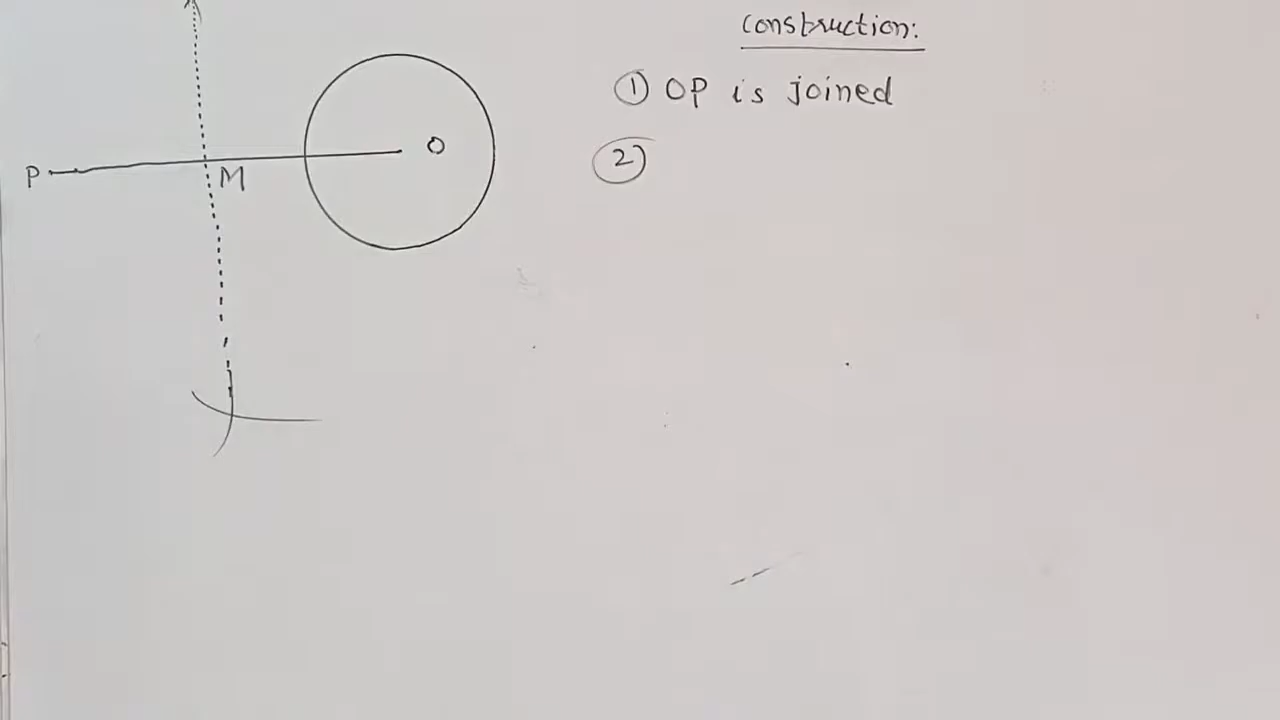 construction:
① OP is joined
②
P
M
O